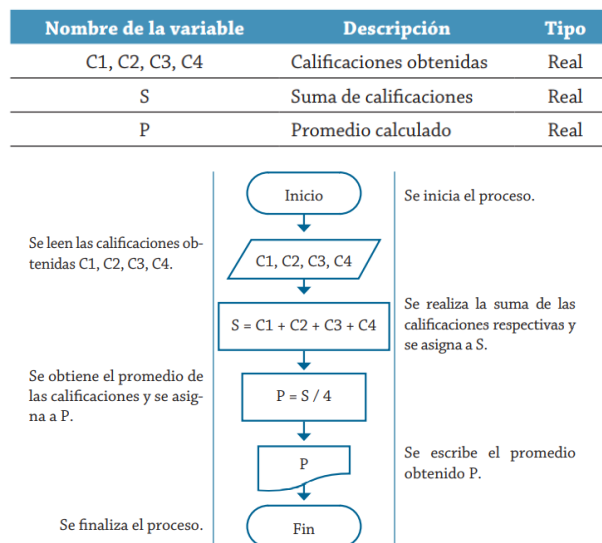 Nombre de la variable Descripción Tipo
C1, C2, C3, C4 Calificaciones obtenidas Real
S Suma de calificaciones Real
P Promedio calculado Real
Inicio
Se inicia el proceso.
Se leen las calificaciones ob-
tenidas C1, C2, C3, C4.
C1, C2, C3, C4
S = C1 + C2 + C3 + C4
Se realiza la suma de las
calificaciones respectivas y
se asigna a S.
Se obtiene el promedio de
las calificaciones y se asig-
na a P.
P = S / 4
P
Se escribe el promedio
obtenido P.
Se finaliza el proceso.
Fin